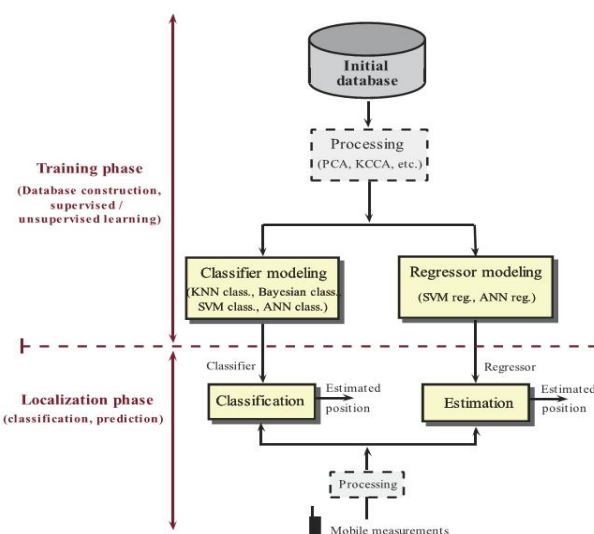 Initial
database
Processing
(PCA, KCCA, etc.)
Training phase
(Database construction,
supervised /
unsupervised learning)
Classifier modeling
(KNN class., Bayesian class.,
SVM class., ANN class.)
Regressor modeling
(SVM reg., ANN reg.)
Localization phase
(classification, prediction)
Classifier
Classification
Estimated
position
Regressor
Estimation
Estimated
position
Processing
Mobile measurements